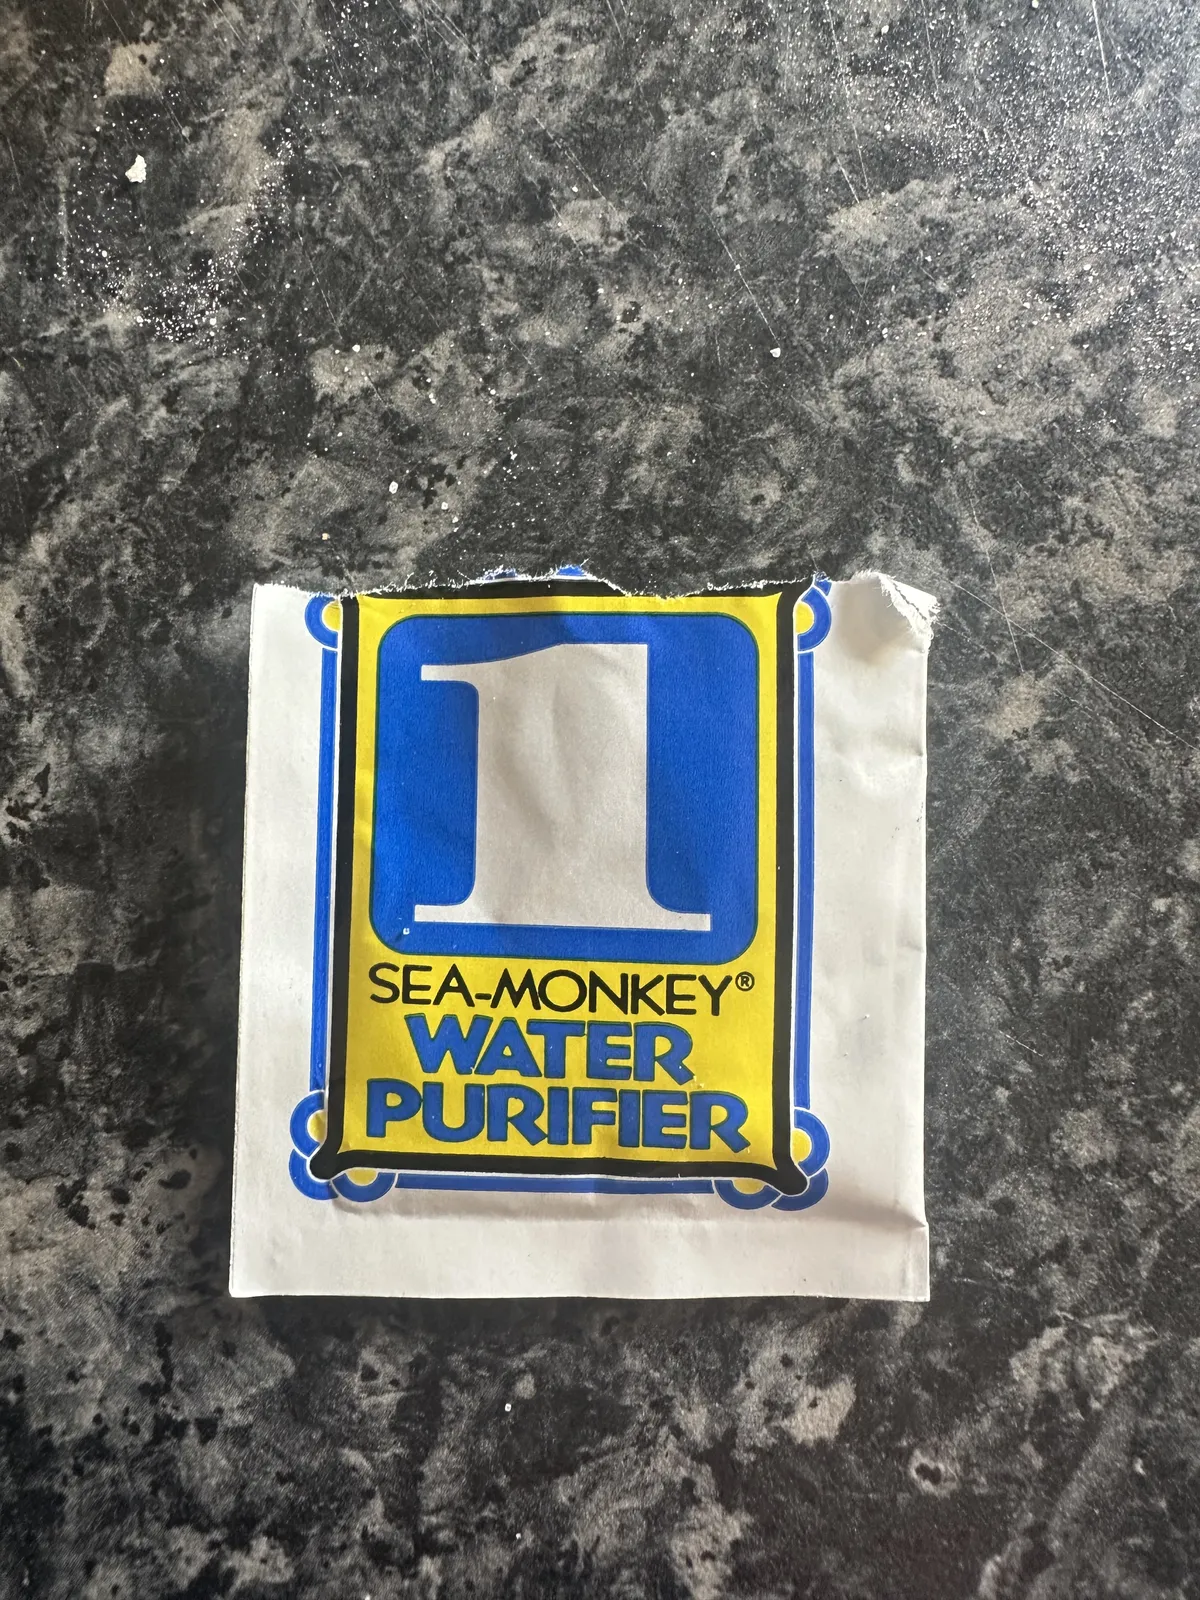 1
SEA-MONKEY®
WATER
PURIFIER